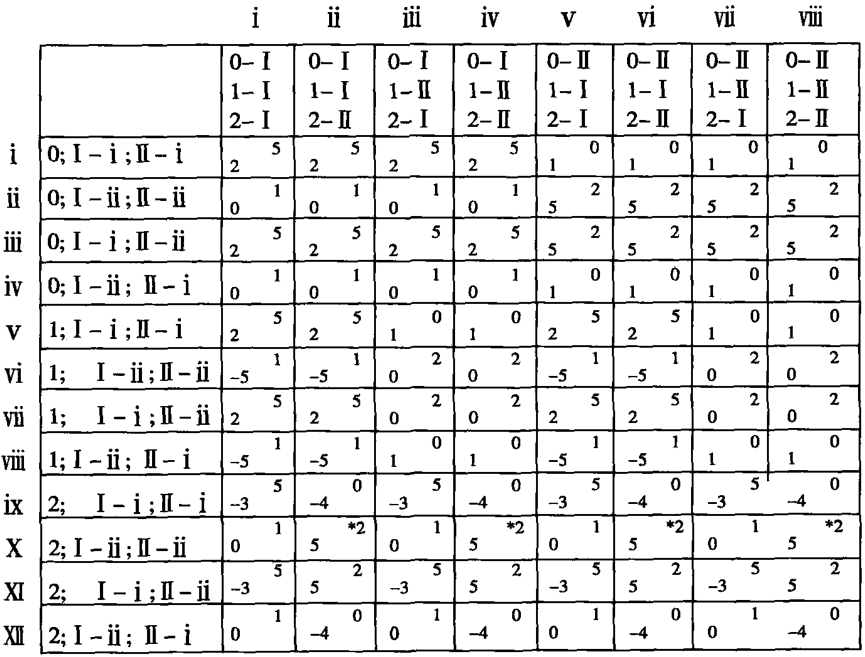 i ii iii iv v vi vii viii
0-Ⅰ 0-Ⅰ 0-Ⅰ 0-Ⅰ 0-Ⅱ 0-Ⅱ 0-Ⅱ 0-Ⅱ
1-Ⅰ 1-Ⅰ 1-Ⅱ 1-Ⅱ 1-Ⅰ 1-Ⅰ 1-Ⅱ 1-Ⅱ
2-Ⅰ 2-Ⅱ 2-Ⅰ 2-Ⅱ 2-Ⅰ 2-Ⅱ 2-Ⅰ 2-Ⅱ
i 0; Ⅰ-i; Ⅱ-i 2 5 2 5 2 5 2 5 1 0 1 0 1 0 1 0
ii 0; Ⅰ-ii; Ⅱ-ii 0 1 0 1 0 1 0 1 5 2 5 2 5 2 5 2
iii 0; Ⅰ-i; Ⅱ-ii 2 5 2 5 2 5 2 5 5 2 5 2 5 2 5 2
iv 0; Ⅰ-ii; Ⅱ-i 0 1 0 1 0 1 0 1 1 0 1 0 1 0 1 0
v 1; Ⅰ-i; Ⅱ-i 2 5 2 5 1 0 1 0 2 5 2 5 1 0 1 0
vi 1; Ⅰ-ii; Ⅱ-ii -5 1 -5 1 0 2 0 2 -5 1 -5 1 0 2 0 2
vii 1; Ⅰ-i; Ⅱ-ii 2 5 2 5 0 2 0 2 2 5 2 5 0 2 0 2
viii 1; Ⅰ-ii; Ⅱ-i -5 1 -5 1 1 0 1 0 -5 1 -5 1 1 0 1 0
ix 2; Ⅰ-i; Ⅱ-i -3 5 -4 0 -3 5 -4 0 -3 5 -4 0 -3 5 -4 0
X 2; Ⅰ-ii; Ⅱ-ii 0 1 5 *2 0 1 5 *2 0 1 5 *2 0 1 5 *2
XI 2; Ⅰ-i; Ⅱ-ii -3 5 5 2 -3 5 5 2 -3 5 5 2 -3 5 5 2
XII 2; Ⅰ-ii; Ⅱ-i 0 1 -4 0 0 1 -4 0 0 1 -4 0 0 1 -4 0